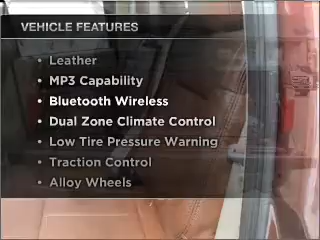 VEHICLE FEATURES
• Leather
• MP3 Capability
• Bluetooth Wireless
• Dual Zone Climate Control
• Low Tire Pressure Warning
• Traction Control
• Alloy Wheels